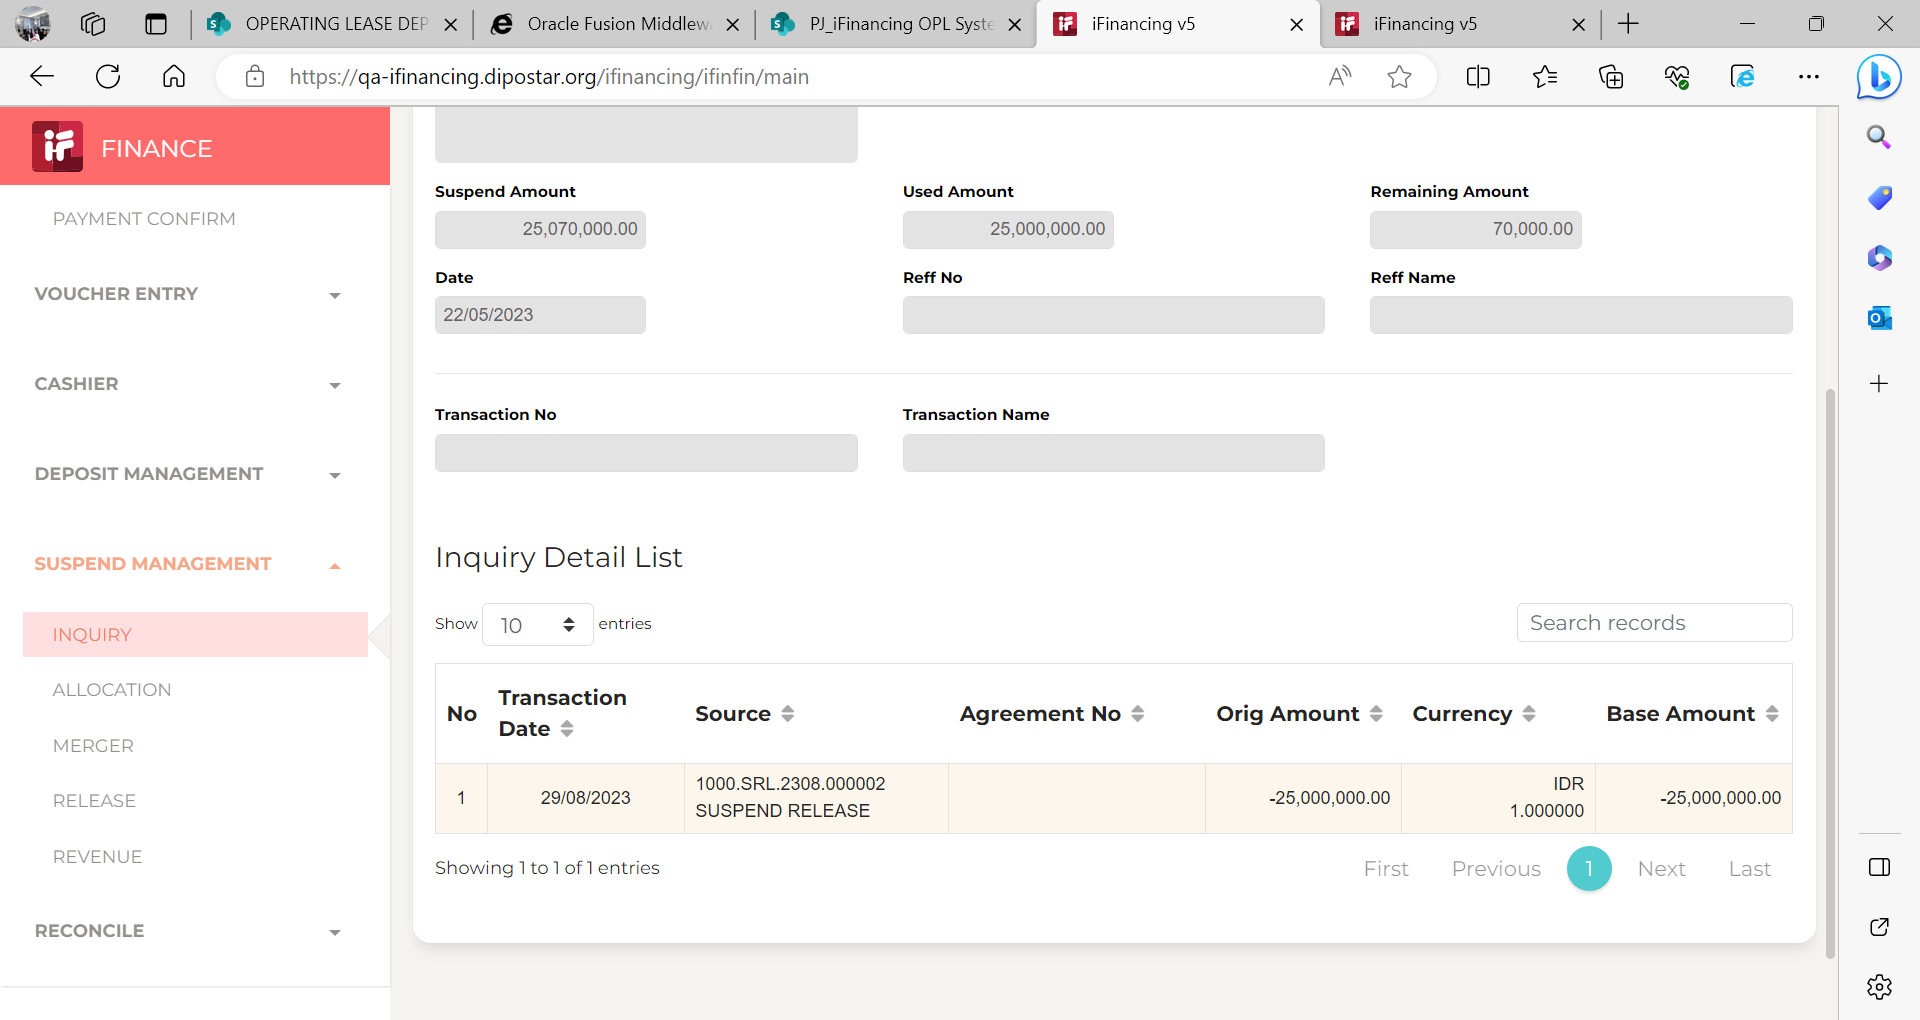 OPERATING LEASE DEP
Oracle Fusion Middlew
PJ_iFinancing OPL Syste
iFinancing v5
iFinancing v5
https://qa-ifinancing.dipostar.org/ifinancing/ifinfin/main
FINANCE
PAYMENT CONFIRM
VOUCHER ENTRY
CASHIER
DEPOSIT MANAGEMENT
SUSPEND MANAGEMENT
INQUIRY
ALLOCATION
MERGER
RELEASE
REVENUE
RECONCILE
Suspend Amount Used Amount Remaining Amount
25,070,000.00 25,000,000.00 70,000.00
Date Reff No Reff Name
22/05/2023
Transaction No Transaction Name
Inquiry Detail List
Show 10 entries
Search records
No Transaction Date Source Agreement No Orig Amount Currency Base Amount
1 29/08/2023 1000.SRL.2308.000002 -25,000,000.00 IDR -25,000,000.00
SUSPEND RELEASE 1.000000
Showing 1 to 1 of 1 entries
First Previous 1 Next Last